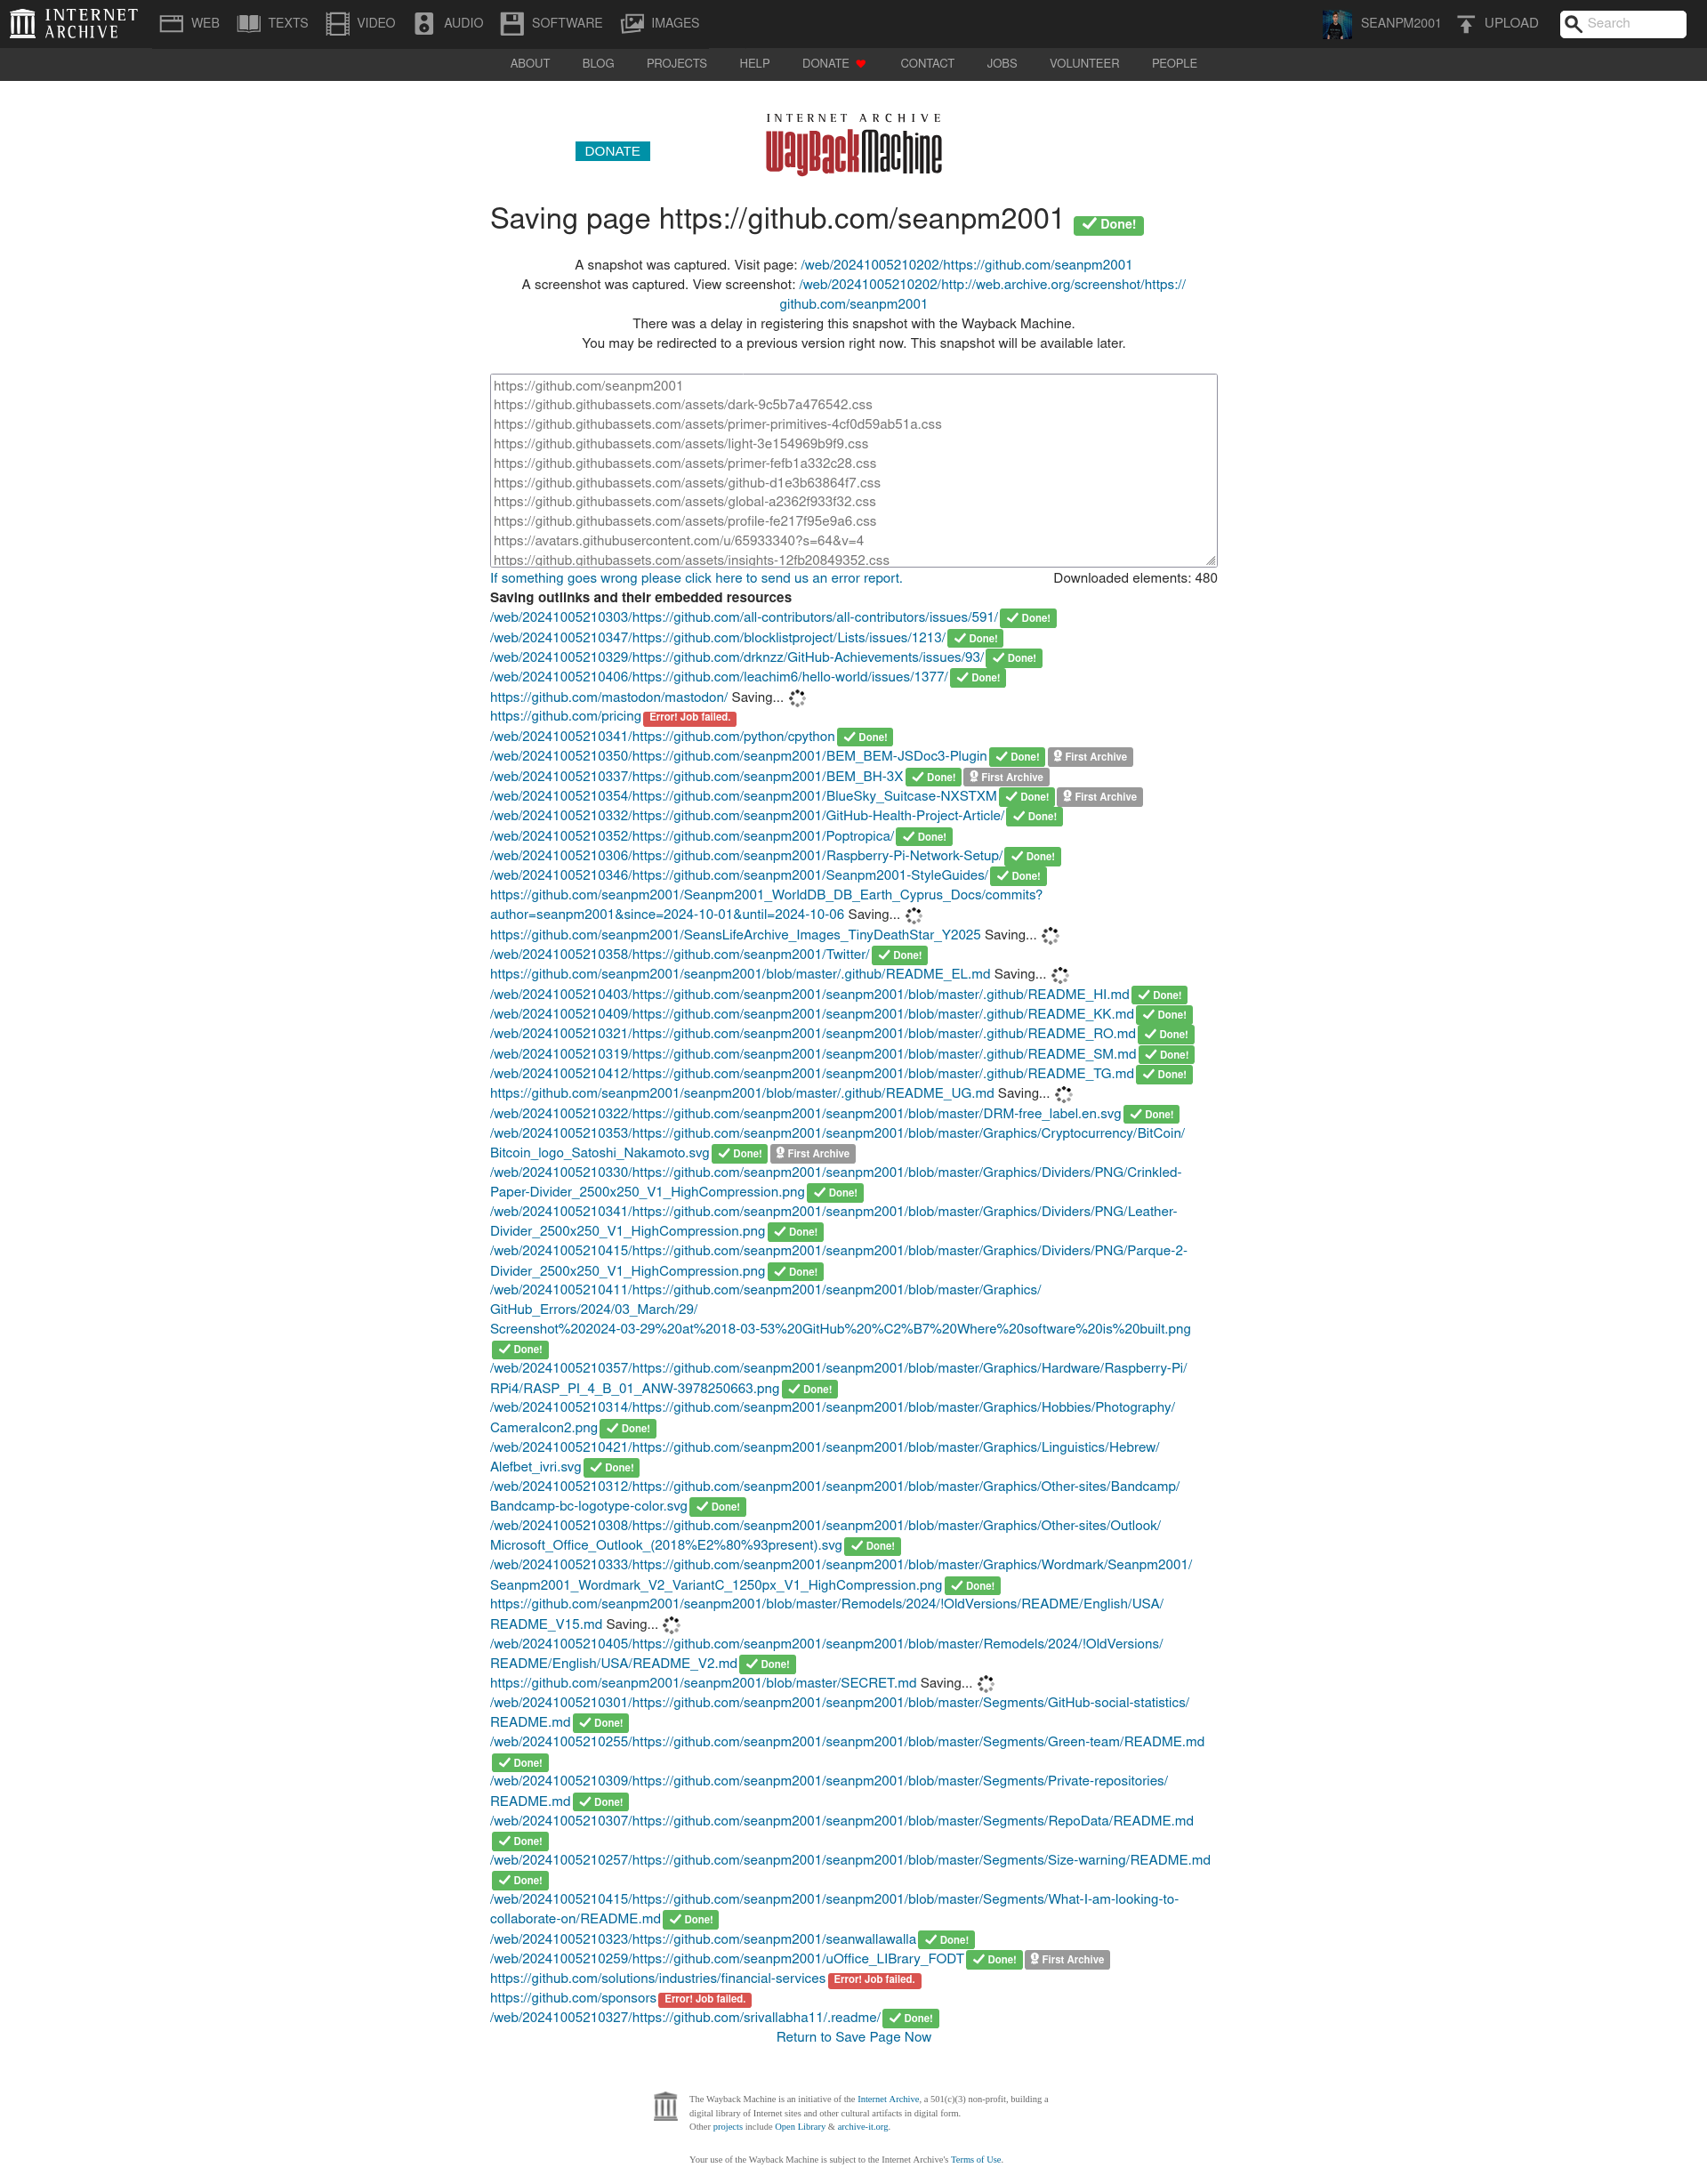 INTERNET ARCHIVE
WEB TEXTS VIDEO AUDIO SOFTWARE IMAGES SEANPM2001 UPLOAD Search
ABOUT BLOG PROJECTS HELP DONATE CONTACT JOBS VOLUNTEER PEOPLE
INTERNET ARCHIVE
DONATE WayBackMachine
Saving page https://github.com/seanpm2001 Done!
A snapshot was captured. Visit page: /web/20241005210202/https://github.com/seanpm2001
A screenshot was captured. View screenshot: /web/20241005210202/http://web.archive.org/screenshot/https://
github.com/seanpm2001
There was a delay in registering this snapshot with the Wayback Machine.
You may be redirected to a previous version right now. This snapshot will be available later.
https://github.com/seanpm2001
https://github.githubassets.com/assets/dark-9c5b7a476542.css
https://github.githubassets.com/assets/primer-primitives-4cf0d59ab51a.css
https://github.githubassets.com/assets/light-3e154969b9f9.css
https://github.githubassets.com/assets/primer-fefb1a332c28.css
https://github.githubassets.com/assets/github-d1e3b63864f7.css
https://github.githubassets.com/assets/global-a2362f933f32.css
https://github.githubassets.com/assets/profile-fe217f95e9a6.css
https://avatars.githubusercontent.com/u/65933340?s=64&v=4
https://github.githubassets.com/assets/insights-12fb20849352.css
If something goes wrong please click here to send us an error report. Downloaded elements: 480
Saving outlinks and their embedded resources
/web/20241005210303/https://github.com/all-contributors/all-contributors/issues/591/ Done!
/web/20241005210347/https://github.com/blocklistproject/Lists/issues/1213/ Done!
/web/20241005210329/https://github.com/drknzz/GitHub-Achievements/issues/93/ Done!
/web/20241005210406/https://github.com/leachim6/hello-world/issues/1377/ Done!
https://github.com/mastodon/mastodon/ Saving...
https://github.com/pricing Error! Job failed.
/web/20241005210341/https://github.com/python/cpython Done!
/web/20241005210350/https://github.com/seanpm2001/BEM_BEM-JSDoc3-Plugin Done! First Archive
/web/20241005210337/https://github.com/seanpm2001/BEM_BH-3X Done! First Archive
/web/20241005210354/https://github.com/seanpm2001/BlueSky_Suitcase-NXSTXM Done! First Archive
/web/20241005210332/https://github.com/seanpm2001/GitHub-Health-Project-Article/ Done!
/web/20241005210352/https://github.com/seanpm2001/Poptropica/ Done!
/web/20241005210306/https://github.com/seanpm2001/Raspberry-Pi-Network-Setup/ Done!
/web/20241005210346/https://github.com/seanpm2001/Seanpm2001-StyleGuides/ Done!
https://github.com/seanpm2001/Seanpm2001_WorldDB_DB_Earth_Cyprus_Docs/commits?
author=seanpm2001&since=2024-10-01&until=2024-10-06 Saving...
https://github.com/seanpm2001/SeansLifeArchive_Images_TinyDeathStar_Y2025 Saving...
/web/20241005210358/https://github.com/seanpm2001/Twitter/ Done!
https://github.com/seanpm2001/seanpm2001/blob/master/.github/README_EL.md Saving...
/web/20241005210403/https://github.com/seanpm2001/seanpm2001/blob/master/.github/README_HI.md Done!
/web/20241005210409/https://github.com/seanpm2001/seanpm2001/blob/master/.github/README_KK.md Done!
/web/20241005210321/https://github.com/seanpm2001/seanpm2001/blob/master/.github/README_RO.md Done!
/web/20241005210319/https://github.com/seanpm2001/seanpm2001/blob/master/.github/README_SM.md Done!
/web/20241005210412/https://github.com/seanpm2001/seanpm2001/blob/master/.github/README_TG.md Done!
https://github.com/seanpm2001/seanpm2001/blob/master/.github/README_UG.md Saving...
/web/20241005210322/https://github.com/seanpm2001/seanpm2001/blob/master/DRM-free_label.en.svg Done!
/web/20241005210353/https://github.com/seanpm2001/seanpm2001/blob/master/Graphics/Cryptocurrency/BitCoin/
Bitcoin_logo_Satoshi_Nakamoto.svg Done! First Archive
/web/20241005210330/https://github.com/seanpm2001/seanpm2001/blob/master/Graphics/Dividers/PNG/Crinkled-
Paper-Divider_2500x250_V1_HighCompression.png Done!
/web/20241005210341/https://github.com/seanpm2001/seanpm2001/blob/master/Graphics/Dividers/PNG/Leather-
Divider_2500x250_V1_HighCompression.png Done!
/web/20241005210415/https://github.com/seanpm2001/seanpm2001/blob/master/Graphics/Dividers/PNG/Parque-2-
Divider_2500x250_V1_HighCompression.png Done!
/web/20241005210411/https://github.com/seanpm2001/seanpm2001/blob/master/Graphics/
GitHub_Errors/2024/03_March/29/
Screenshot%202024-03-29%20at%2018-03-53%20GitHub%20%C2%B7%20Where%20software%20is%20built.png
Done!
/web/20241005210357/https://github.com/seanpm2001/seanpm2001/blob/master/Graphics/Hardware/Raspberry-Pi/
RPi4/RASP_PI_4_B_01_ANW-3978250663.png Done!
/web/20241005210314/https://github.com/seanpm2001/seanpm2001/blob/master/Graphics/Hobbies/Photography/
CameraIcon2.png Done!
/web/20241005210421/https://github.com/seanpm2001/seanpm2001/blob/master/Graphics/Linguistics/Hebrew/
Alefbet_ivri.svg Done!
/web/20241005210312/https://github.com/seanpm2001/seanpm2001/blob/master/Graphics/Other-sites/Bandcamp/
Bandcamp-bc-logotype-color.svg Done!
/web/20241005210308/https://github.com/seanpm2001/seanpm2001/blob/master/Graphics/Other-sites/Outlook/
Microsoft_Office_Outlook_(2018%E2%80%93present).svg Done!
/web/20241005210333/https://github.com/seanpm2001/seanpm2001/blob/master/Graphics/Wordmark/Seanpm2001/
Seanpm2001_Wordmark_V2_VariantC_1250px_V1_HighCompression.png Done!
https://github.com/seanpm2001/seanpm2001/blob/master/Remodels/2024/!OldVersions/README/English/USA/
README_V15.md Saving...
/web/20241005210405/https://github.com/seanpm2001/seanpm2001/blob/master/Remodels/2024/!OldVersions/
README/English/USA/README_V2.md Done!
https://github.com/seanpm2001/seanpm2001/blob/master/SECRET.md Saving...
/web/20241005210301/https://github.com/seanpm2001/seanpm2001/blob/master/Segments/GitHub-social-statistics/
README.md Done!
/web/20241005210255/https://github.com/seanpm2001/seanpm2001/blob/master/Segments/Green-team/README.md
Done!
/web/20241005210309/https://github.com/seanpm2001/seanpm2001/blob/master/Segments/Private-repositories/
README.md Done!
/web/20241005210307/https://github.com/seanpm2001/seanpm2001/blob/master/Segments/RepoData/README.md
Done!
/web/20241005210257/https://github.com/seanpm2001/seanpm2001/blob/master/Segments/Size-warning/README.md
Done!
/web/20241005210415/https://github.com/seanpm2001/seanpm2001/blob/master/Segments/What-I-am-looking-to-
collaborate-on/README.md Done!
/web/20241005210323/https://github.com/seanpm2001/seanwallawalla Done!
/web/20241005210259/https://github.com/seanpm2001/uOffice_LIBrary_FODT Done! First Archive
https://github.com/solutions/industries/financial-services Error! Job failed.
https://github.com/sponsors Error! Job failed.
/web/20241005210327/https://github.com/srivallabha11/.readme/ Done!
Return to Save Page Now
The Wayback Machine is an initiative of the Internet Archive, a 501(c)(3) non-profit, building a
digital library of Internet sites and other cultural artifacts in digital form.
Other projects include Open Library & archive-it.org.
Your use of the Wayback Machine is subject to the Internet Archive's Terms of Use.